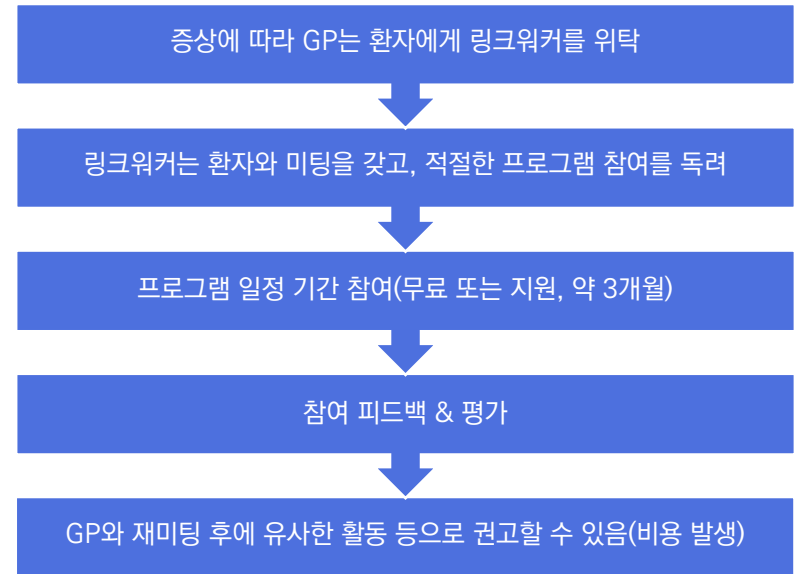 증상에 따라 GP는 환자에게 링크워커를 위탁
링크워커는 환자와 미팅을 갖고, 적절한 프로그램 참여를 독려
프로그램 일정 기간 참여(무료 또는 지원, 약 3개월)
참여 피드백 & 평가
GP와 재미팅 후에 유사한 활동 등으로 권고할 수 있음(비용 발생)